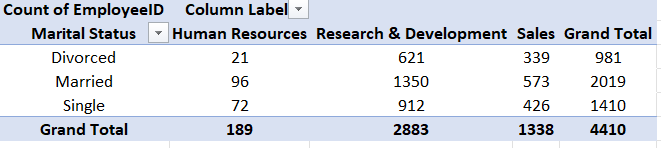 Count of EmployeeID Column Label
Marital Status Human Resources Research & Development Sales Grand Total
Divorced 21 621 339 981
Married 96 1350 573 2019
Single 72 912 426 1410
Grand Total 189 2883 1338 4410